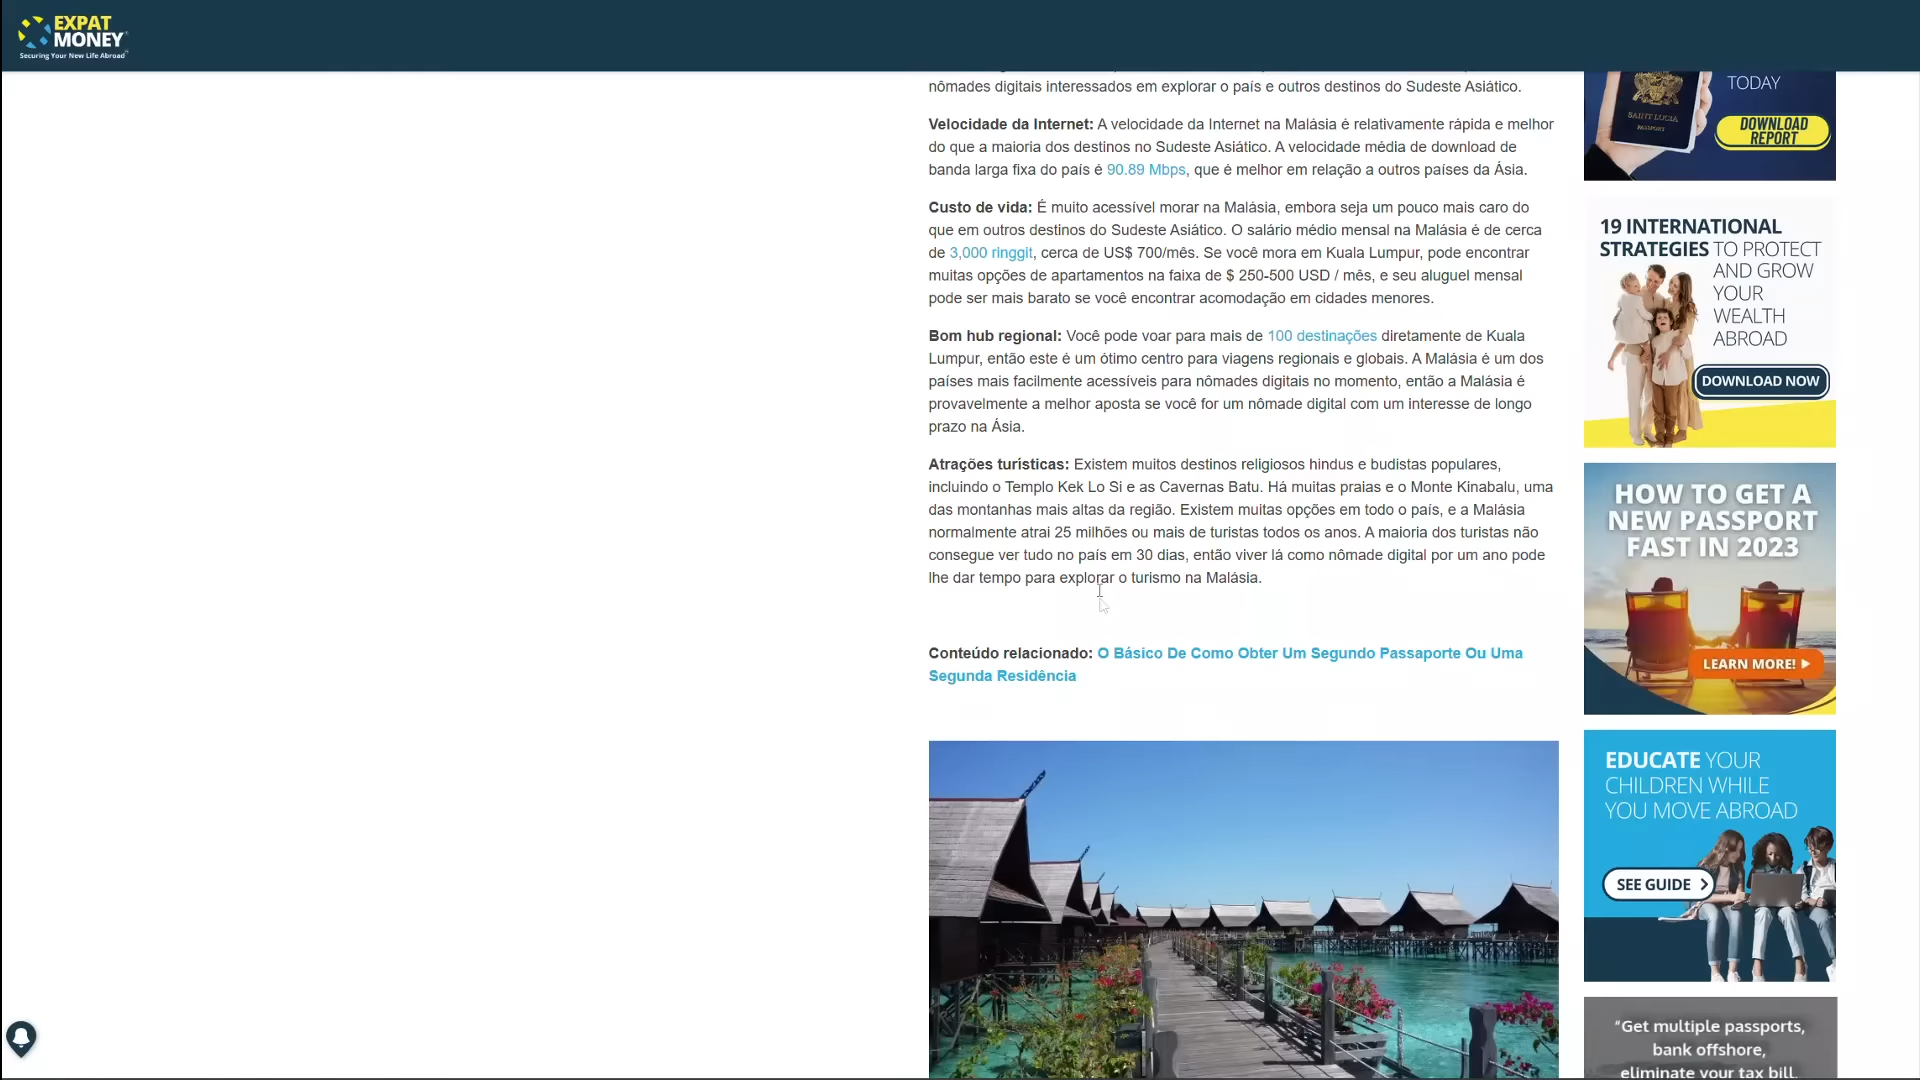 EXPAT
MONEY
Securing Your New Life Abroad
nômades digitais interessados em explorar o país e outros destinos do Sudeste Asiático.
Velocidade da Internet: A velocidade da Internet na Malásia é relativamente rápida e melhor
do que a maioria dos destinos no Sudeste Asiático. A velocidade média de download de
banda larga fixa do país é 90.89 Mbps, que é melhor em relação a outros países da Ásia.
Custo de vida: É muito acessível morar na Malásia, embora seja um pouco mais caro do
que em outros destinos do Sudeste Asiático. O salário médio mensal na Malásia é de cerca
de 3,000 ringgit, cerca de US$ 700/mês. Se você mora em Kuala Lumpur, pode encontrar
muitas opções de apartamentos na faixa de $ 250-500 USD / mês, e seu aluguel mensal
pode ser mais barato se você encontrar acomodação em cidades menores.
Bom hub regional: Você pode voar para mais de 100 destinações diretamente de Kuala
Lumpur, então este é um ótimo centro para viagens regionais e globais. A Malásia é um dos
países mais facilmente acessíveis para nômades digitais no momento, então a Malásia é
provavelmente a melhor aposta se você for um nômade digital com um interesse de longo
prazo na Ásia.
Atrações turísticas: Existem muitos destinos religiosos hindus e budistas populares,
incluindo o Templo Kek Lo Si e as Cavernas Batu. Há muitas praias e o Monte Kinabalu, uma
das montanhas mais altas da região. Existem muitas opções em todo o país, e a Malásia
normalmente atrai 25 milhões ou mais de turistas todos os anos. A maioria dos turistas não
consegue ver tudo no país em 30 dias, então viver lá como nômade digital por um ano pode
lhe dar tempo para explorar o turismo na Malásia.
Conteúdo relacionado: O Básico De Como Obter Um Segundo Passaporte Ou Uma
Segunda Residência
TODAY
SAINT LUCIA
PASSPORT
DOWNLOAD
REPORT
19 INTERNATIONAL
STRATEGIES TO PROTECT
AND GROW
YOUR
WEALTH
ABROAD
DOWNLOAD NOW
HOW TO GET A
NEW PASSPORT
FAST IN 2023
LEARN MORE!
EDUCATE YOUR
CHILDREN WHILE
YOU MOVE ABROAD
SEE GUIDE
“Get multiple passports,
bank offshore,
eliminate your tax bill,